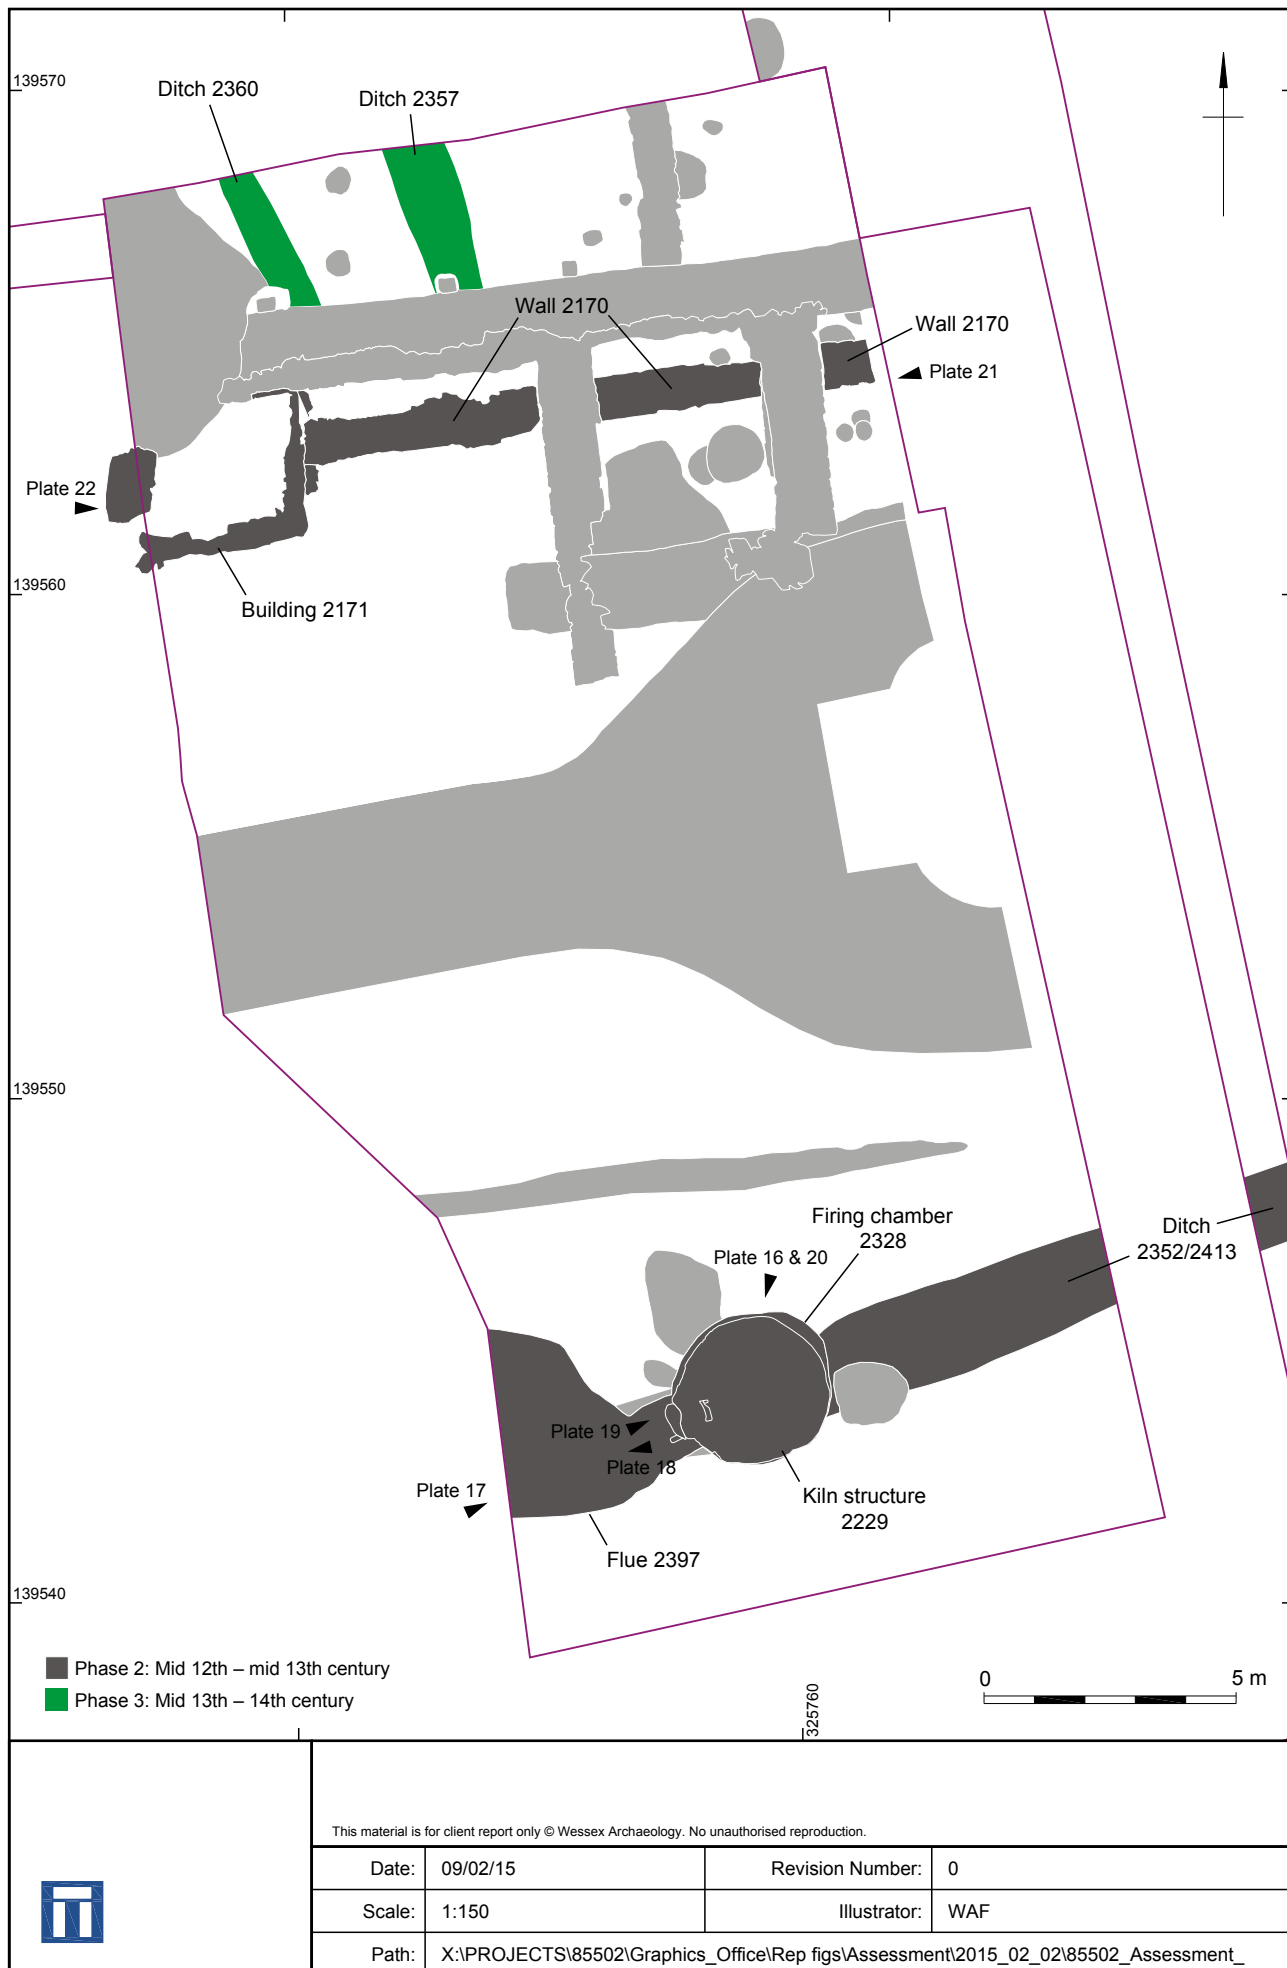 139570
Ditch 2360
Ditch 2357
Wall 2170
Wall 2170
Plate 21
Plate 22
139560
Building 2171
139550
Firing chamber
2328
Ditch
2352/2413
Plate 16 & 20
Plate 19
Plate 18
Plate 17
Kiln structure
2229
Flue 2397
139540
Phase 2: Mid 12th – mid 13th century
Phase 3: Mid 13th – 14th century
0
5 m
325760
This material is for client report only © Wessex Archaeology. No unauthorised reproduction.
Date: 09/02/15 Revision Number: 0
Scale: 1:150 Illustrator: WAF
Path: X:\PROJECTS\85502\Graphics_Office\Rep figs\Assessment\2015_02_02\85502_Assessment_